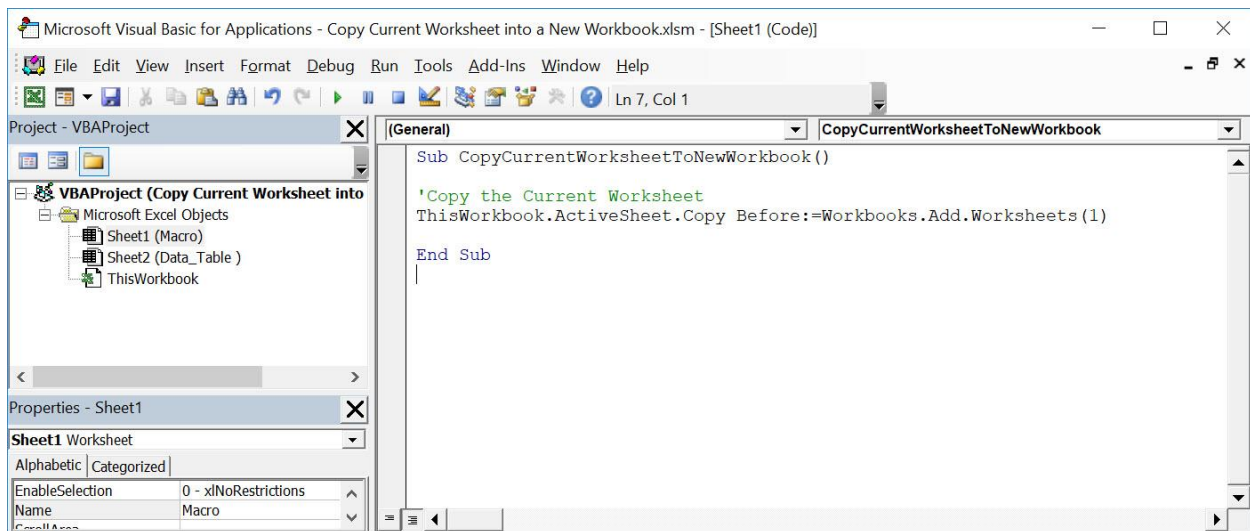 Microsoft Visual Basic for Applications - Copy Current Worksheet into a New Workbook.xlsm - [Sheet1 (Code)]
File Edit View Insert Format Debug Run Tools Add-Ins Window Help
Ln 7, Col 1
Project - VBAProject
VBAProject (Copy Current Worksheet into
Microsoft Excel Objects
Sheet1 (Macro)
Sheet2 (Data_Table )
ThisWorkbook
Properties - Sheet1
Sheet1 Worksheet
Alphabetic Categorized
EnableSelection 0 - xlNoRestrictions
Name Macro
ScrollArea
(General) CopyCurrentWorksheetToNewWorkbook
Sub CopyCurrentWorksheetToNewWorkbook()
'Copy the Current Worksheet
ThisWorkbook.ActiveSheet.Copy Before:=Workbooks.Add.Worksheets(1)
End Sub